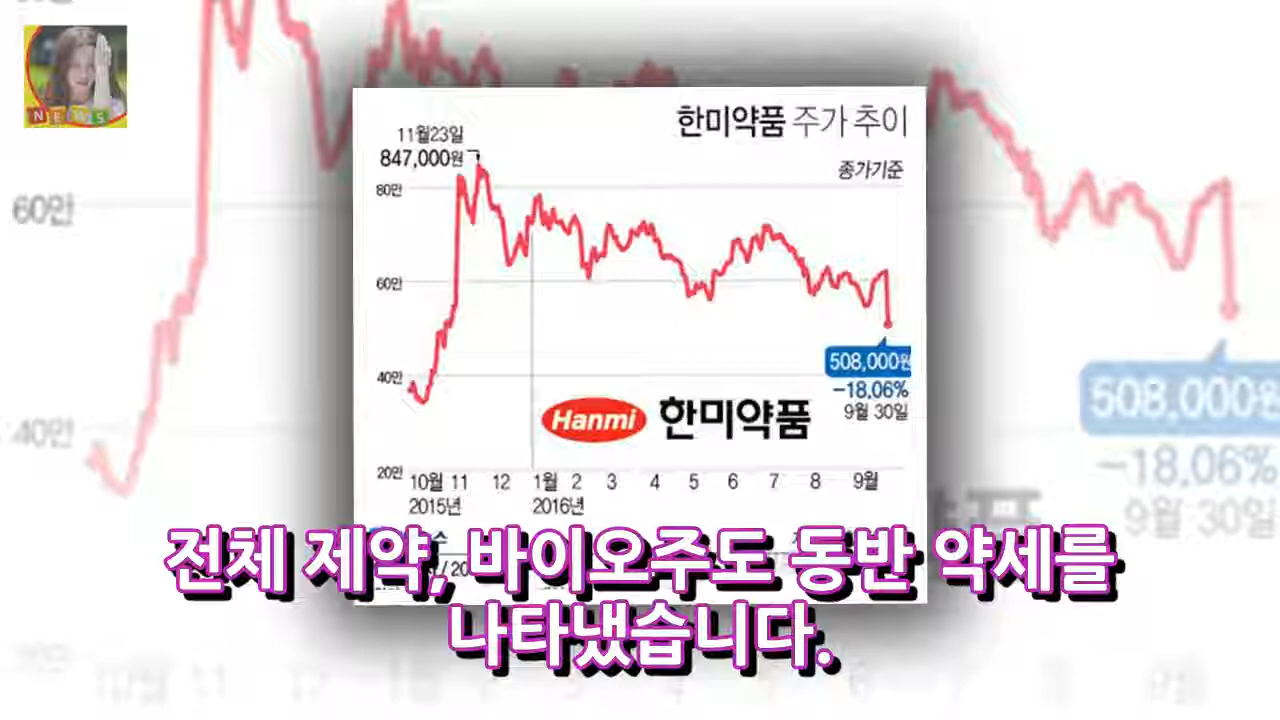 NEWS
한미약품 주가 추이
종가기준
11월23일
847,000원
80만
60만
40만
20만
508,000원
-18.06%
9월 30일
Hanmi 한미약품
10월 11 12 1월 2 3 4 5 6 7 8 9월
2015년 2016년
60만
40만
508,000원
-18.06%
9월 30일
전체 제약, 바이오주도 동반 약세를
나타냈습니다.